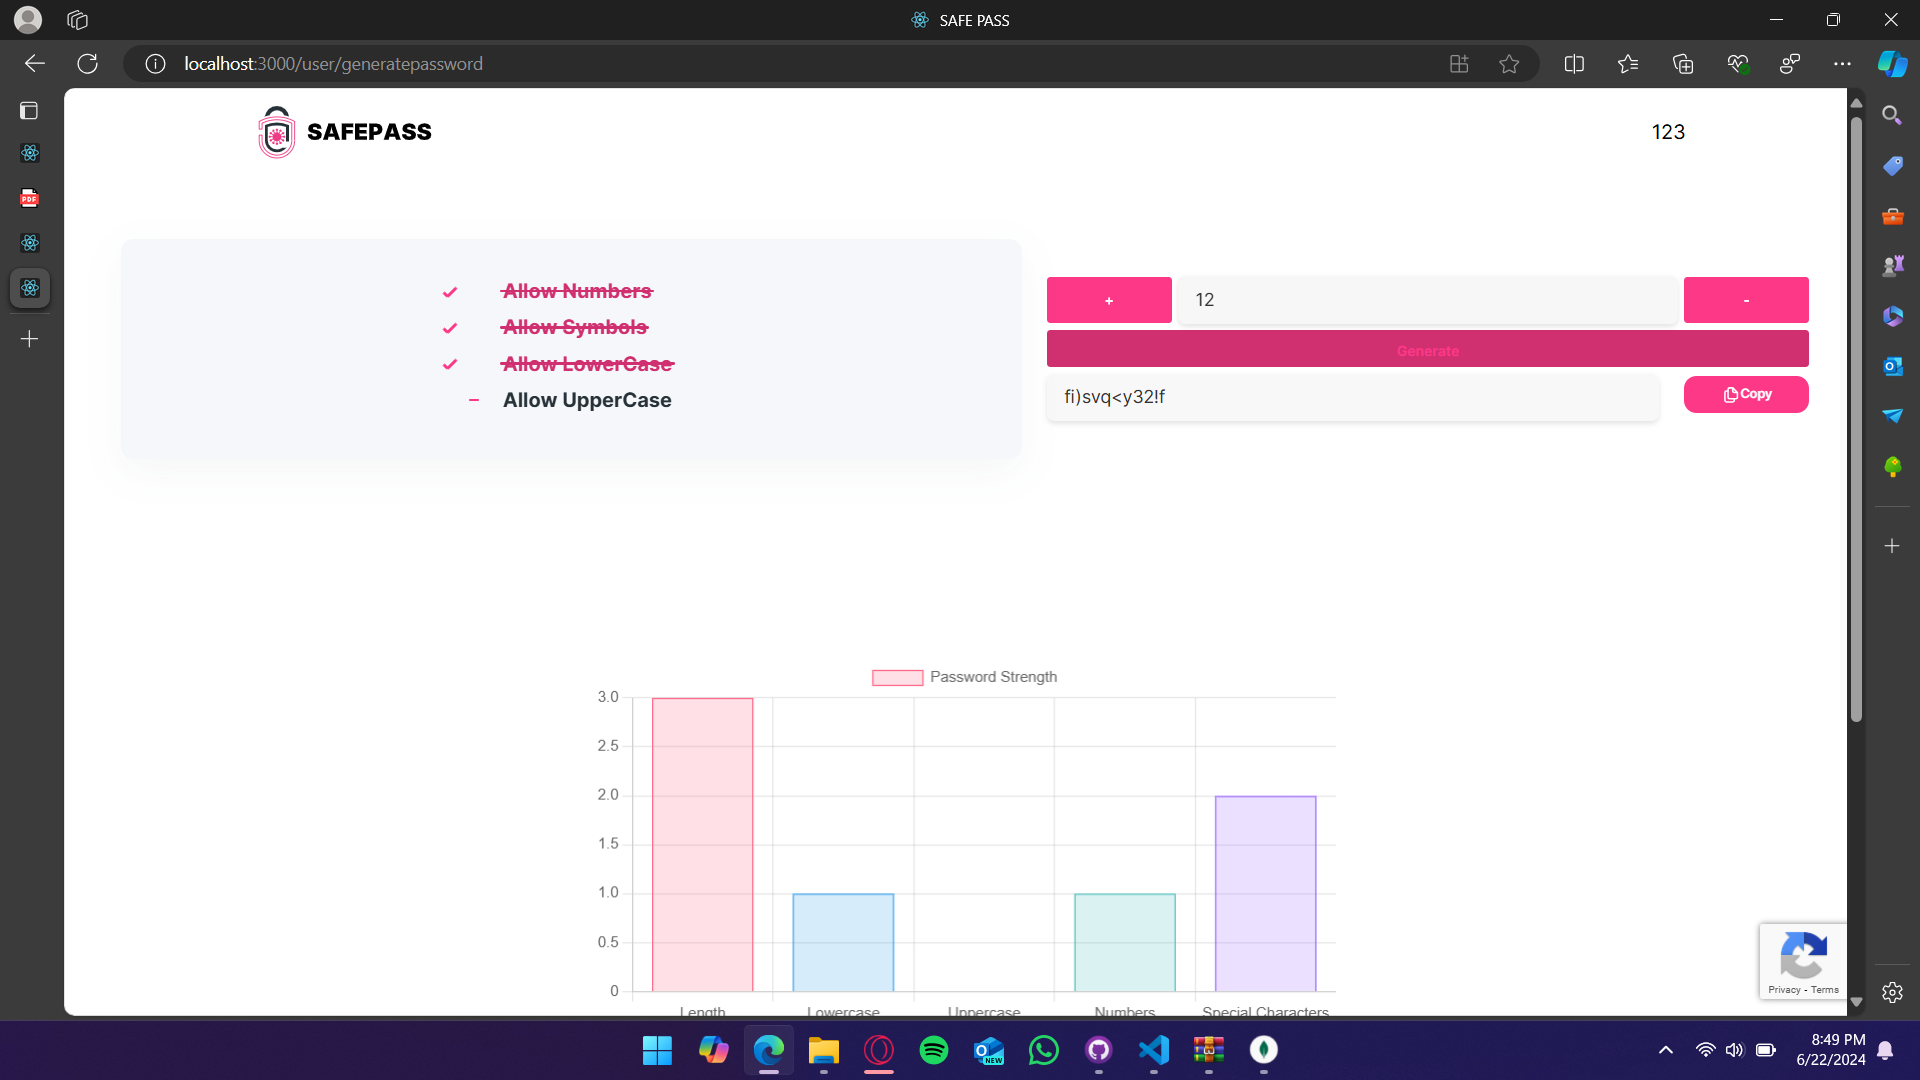 SAFE PASS
localhost:3000/user/generatepassword
SAFEPASS
123
Allow Numbers
Allow Symbols
Allow LowerCase
Allow UpperCase
+
12
-
Generate
fi)svq<y32!f
Copy
Password Strength
3.0
2.5
2.0
1.5
1.0
0.5
0
Length Lowercase Uppercase Numbers Special Characters
Privacy - Terms
PDF
NEW
8:49 PM
6/22/2024